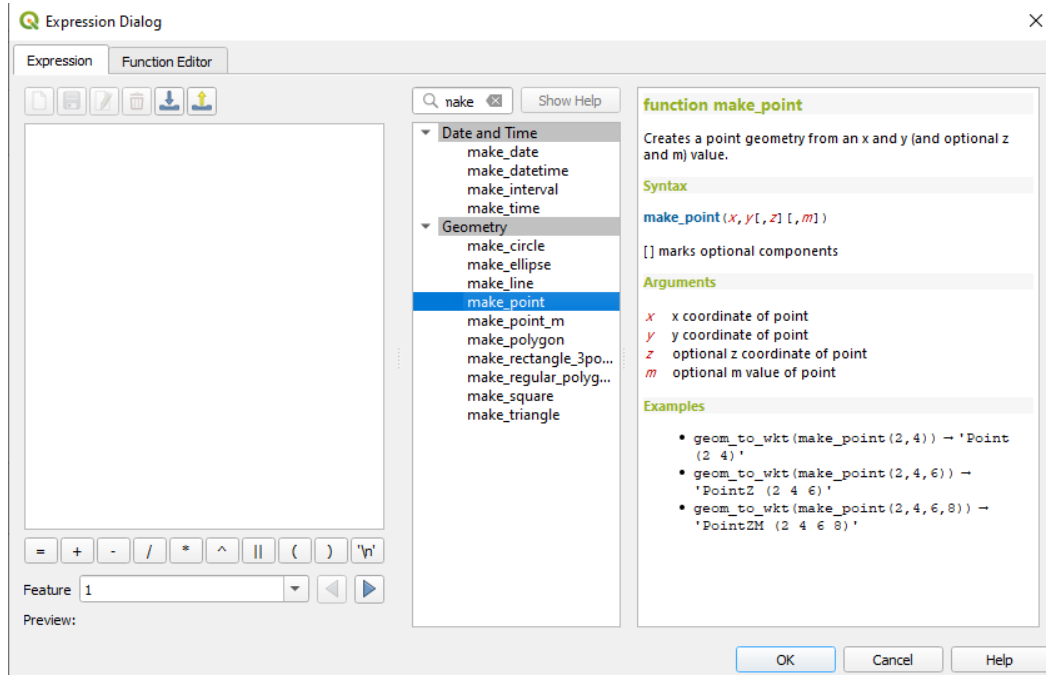 Expression Dialog
Expression Function Editor
nake Show Help
Date and Time
make_date
make_datetime
make_interval
make_time
Geometry
make_circle
make_ellipse
make_line
make_point
make_point_m
make_polygon
make_rectangle_3po...
make_regular_polyg...
make_square
make_triangle
function make_point
Creates a point geometry from an x and y (and optional z
and m) value.
Syntax
make_point(x, y[,z][,m])
[] marks optional components
Arguments
x x coordinate of point
y y coordinate of point
z optional z coordinate of point
m optional m value of point
Examples
• geom_to_wkt(make_point(2,4)) → 'Point
(2 4)'
• geom_to_wkt(make_point(2,4,6)) →
'PointZ (2 4 6)'
• geom_to_wkt(make_point(2,4,6,8)) →
'PointZM (2 4 6 8)'
= + - / * ^ || ( ) '\n'
Feature 1
Preview:
OK Cancel Help